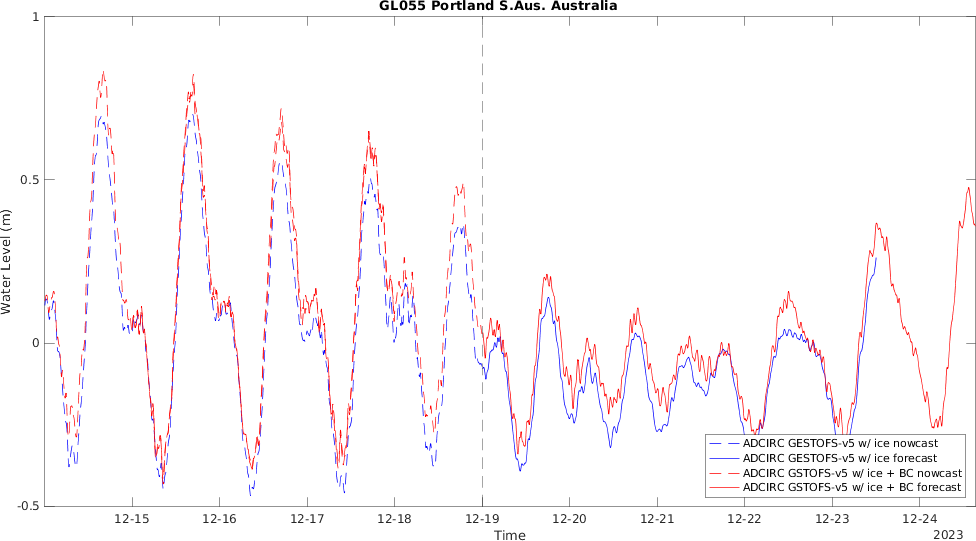 GL055 Portland S.Aus. Australia
1
0.5
0
-0.5
Water Level (m)
12-15 12-16 12-17 12-18 12-19 12-20 12-21 12-22 12-23 12-24
Time
2023
ADCIRC GESTOFS-v5 w/ ice nowcast
ADCIRC GESTOFS-v5 w/ ice forecast
ADCIRC GSTOFS-v5 w/ ice + BC nowcast
ADCIRC GSTOFS-v5 w/ ice + BC forecast